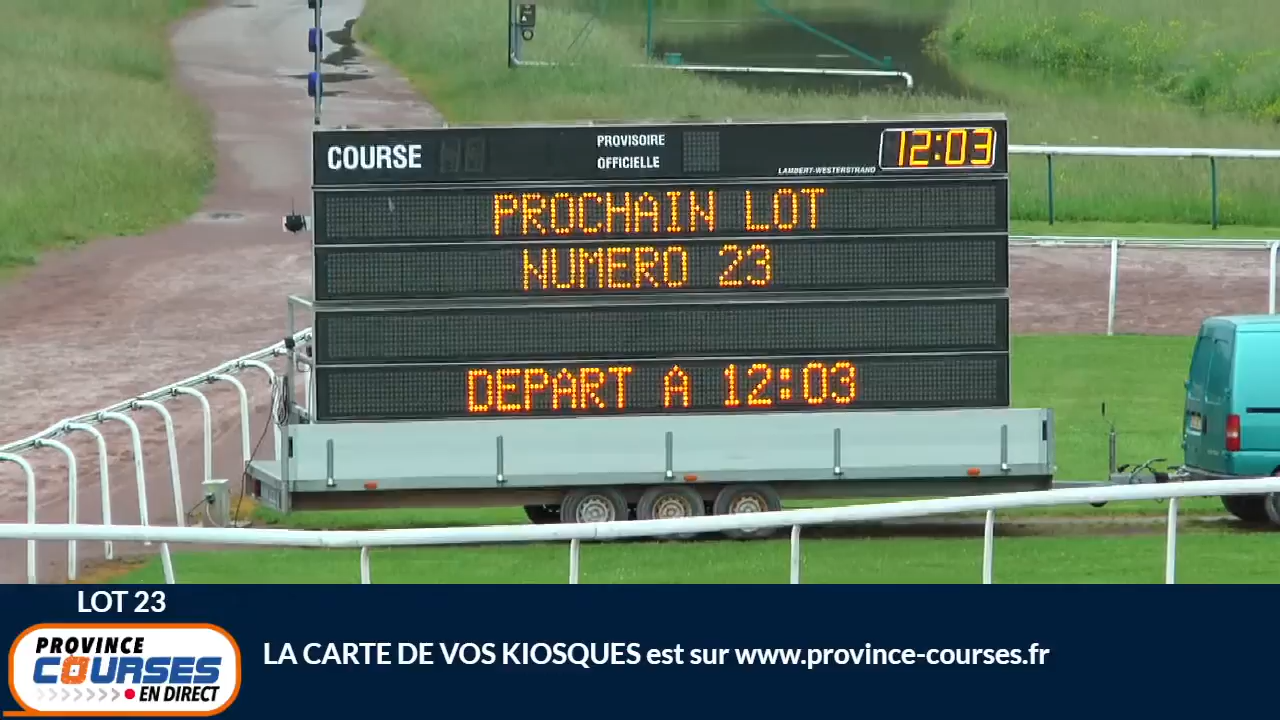 COURSE
PROVISOIRE
OFFICIELLE
LAMBERT-WESTERSTRAND
12:03
PROCHAIN LOT
NUMERO 23
DEPART A 12:03
LOT 23
PROVINCE
COURSES
EN DIRECT
LA CARTE DE VOS KIOSQUES est sur www.province-courses.fr